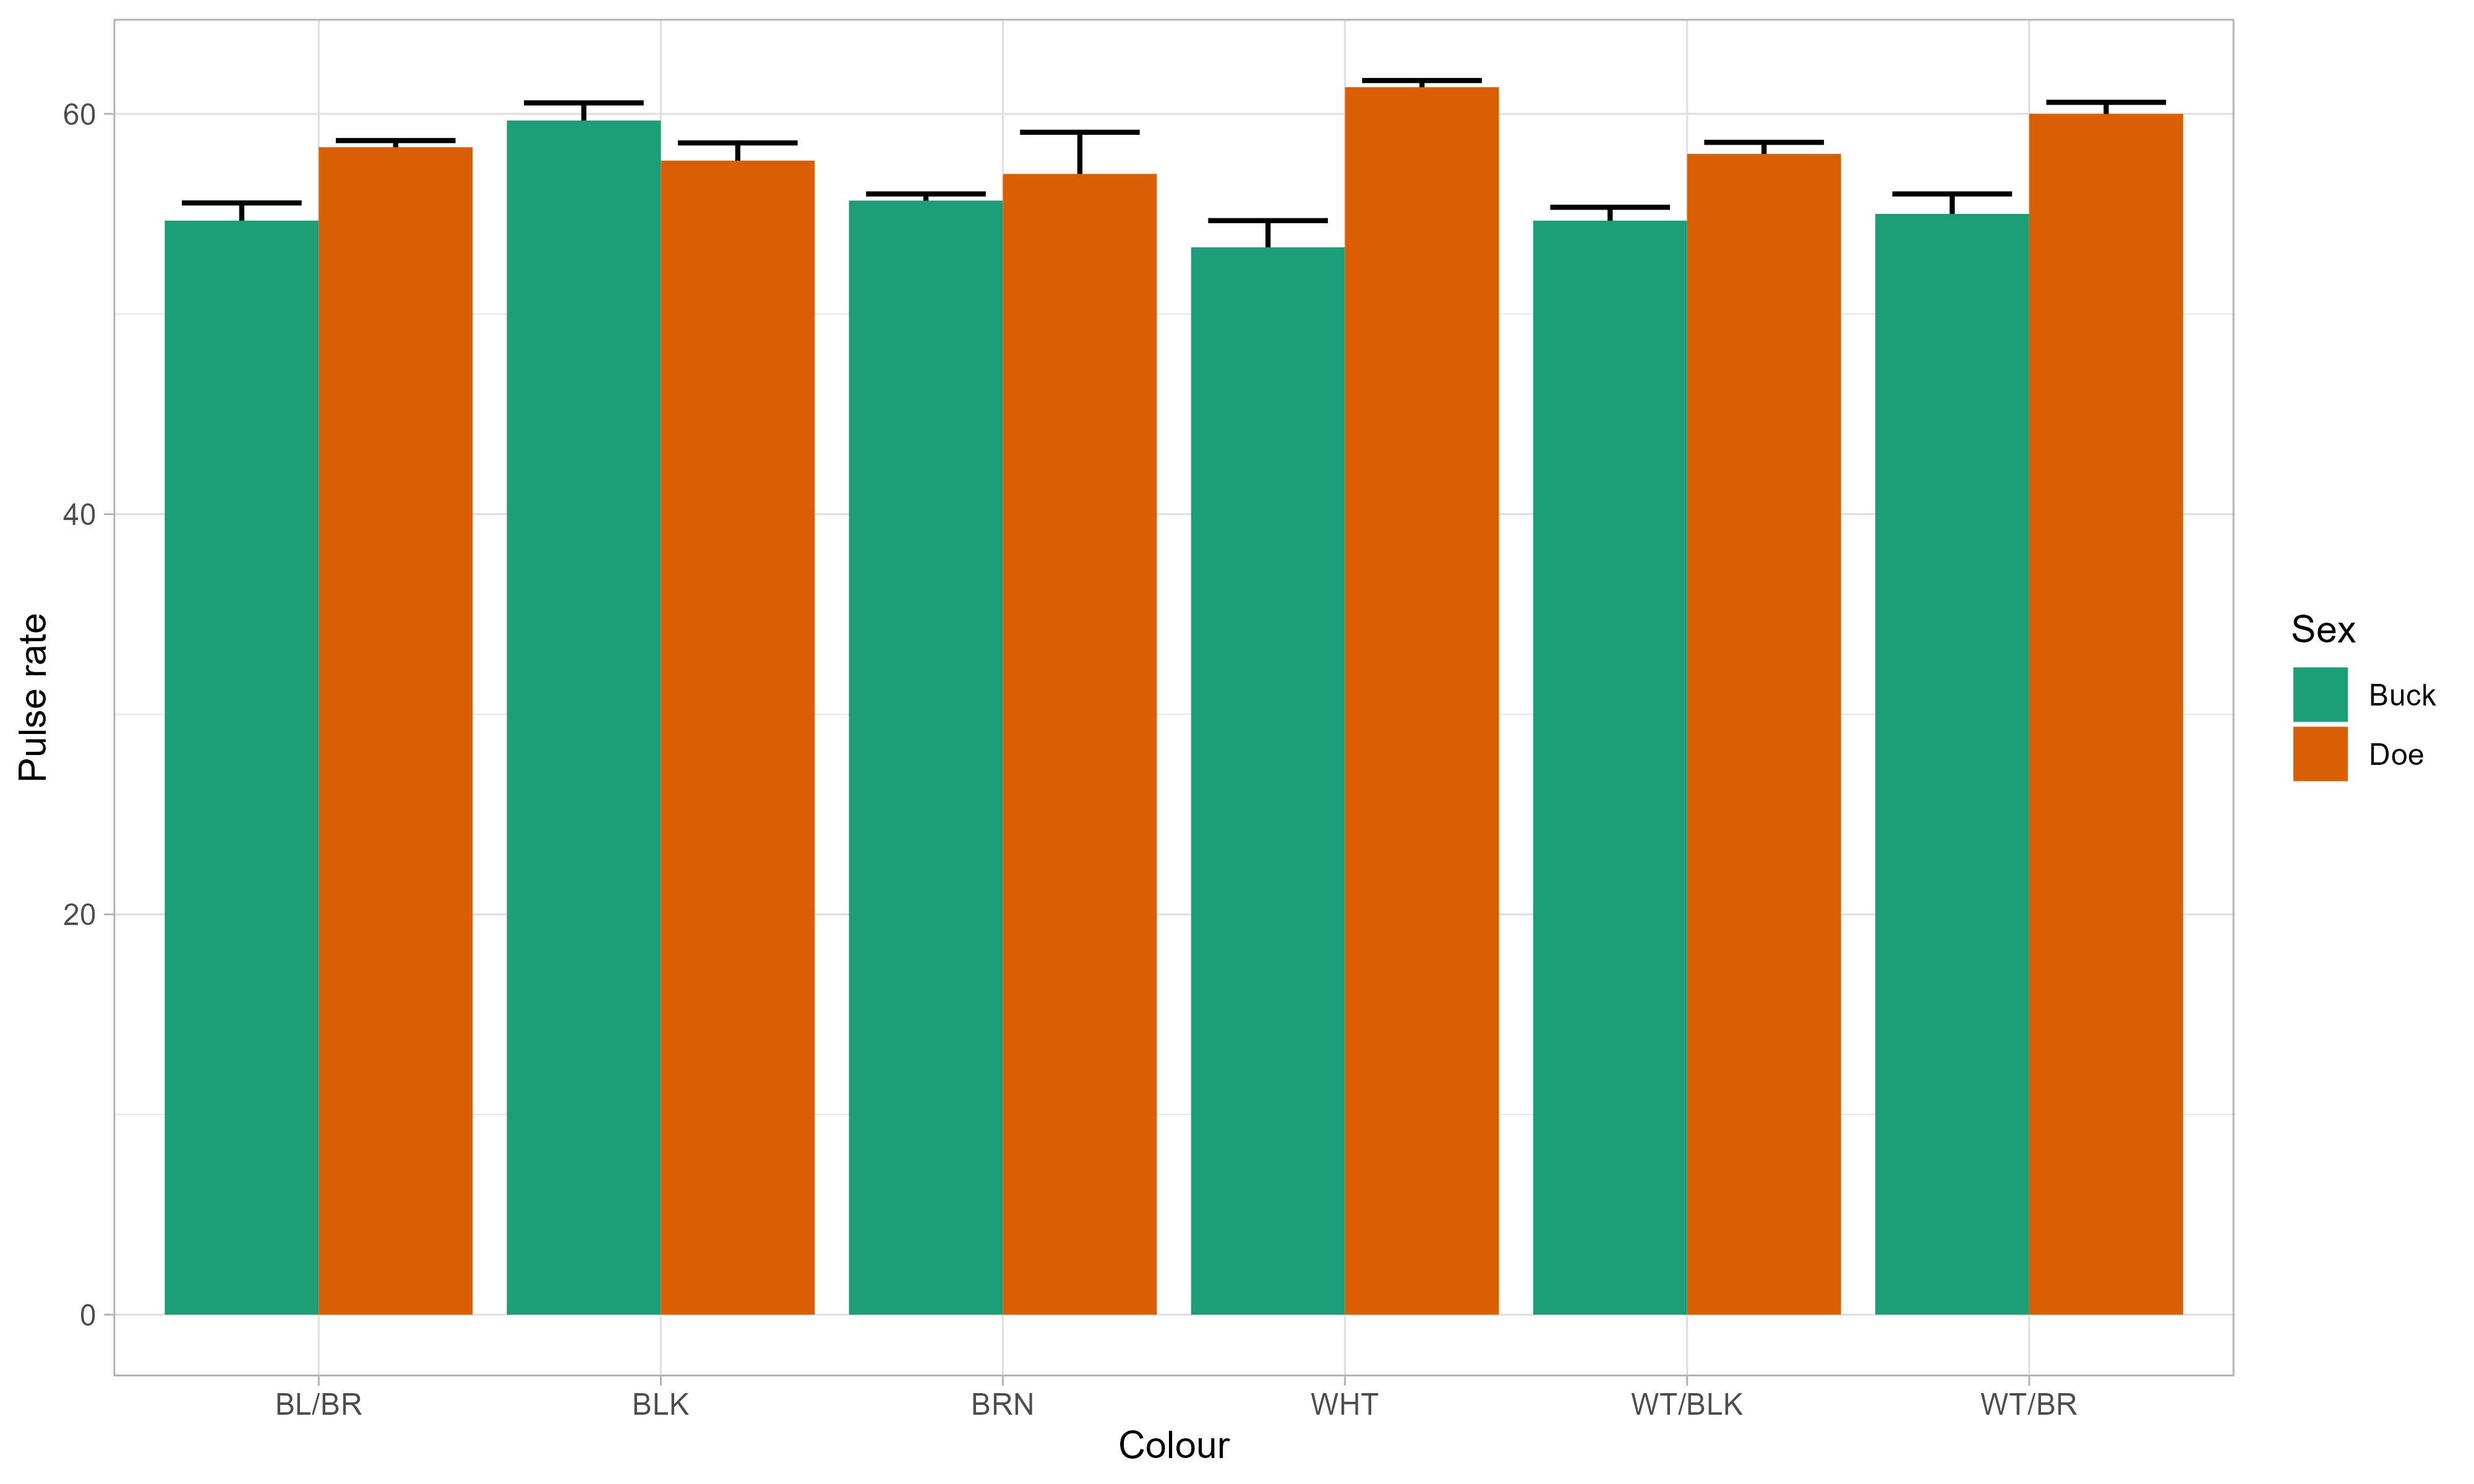 60
40
20
0
Pulse rate
BL/BR
BLK
BRN
WHT
WT/BLK
WT/BR
Colour
Sex
Buck
Doe